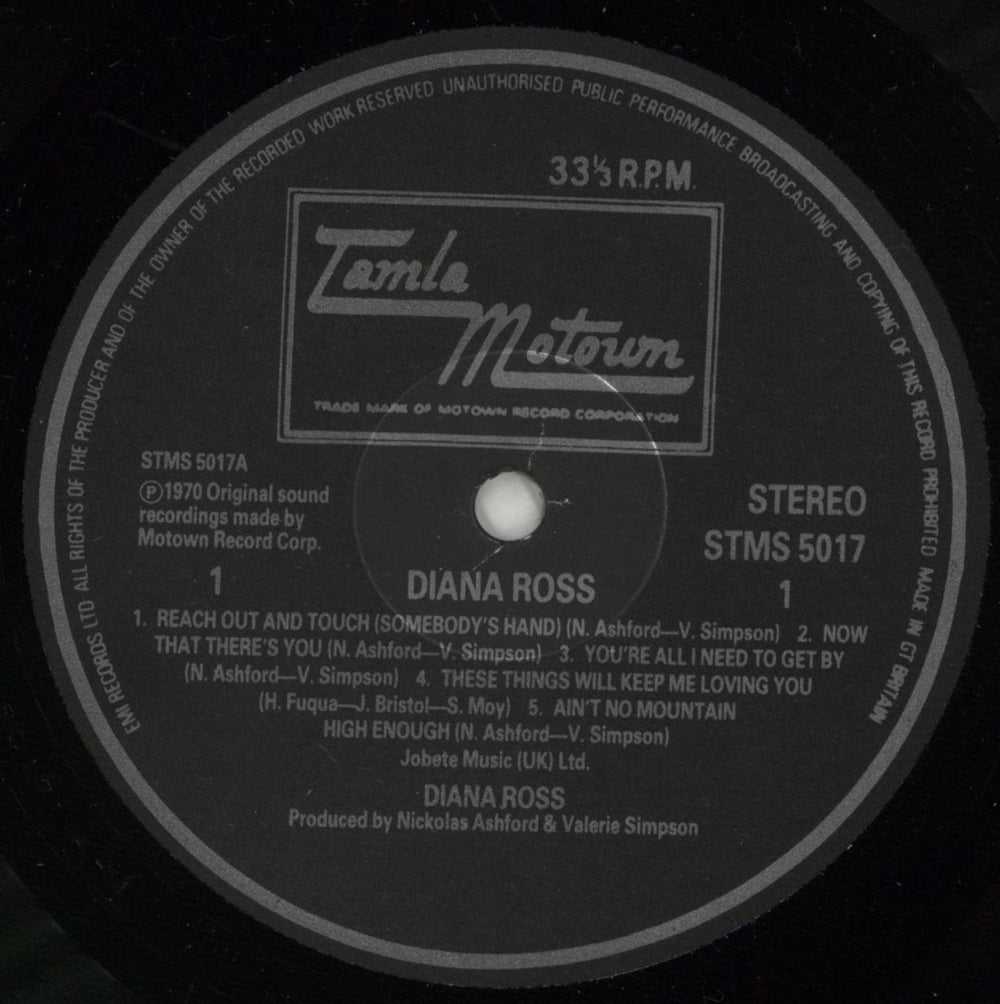 EMI RECORDS LTD ALL RIGHTS OF THE PRODUCER AND OF THE OWNER OF THE RECORDED WORK RESERVED UNAUTHORISED PUBLIC PERFORMANCE BROADCASTING AND COPYING OF THIS RECORD PROHIBITED MADE IN GT BRITAIN
33⅓ R.P.M.
Tamla
Motown
TRADE MARK OF MOTOWN RECORD CORPORATION
STMS 5017A
Ⓟ1970 Original sound
recordings made by
Motown Record Corp.
1
STEREO
STMS 5017
1
DIANA ROSS
1. REACH OUT AND TOUCH (SOMEBODY'S HAND) (N. Ashford—V. Simpson) 2. NOW
THAT THERE'S YOU (N. Ashford—V. Simpson) 3. YOU'RE ALL I NEED TO GET BY
(N. Ashford—V. Simpson) 4. THESE THINGS WILL KEEP ME LOVING YOU
(H. Fuqua—J. Bristol—S. Moy) 5. AIN'T NO MOUNTAIN
HIGH ENOUGH (N. Ashford—V. Simpson)
Jobete Music (UK) Ltd.
DIANA ROSS
Produced by Nickolas Ashford & Valerie Simpson